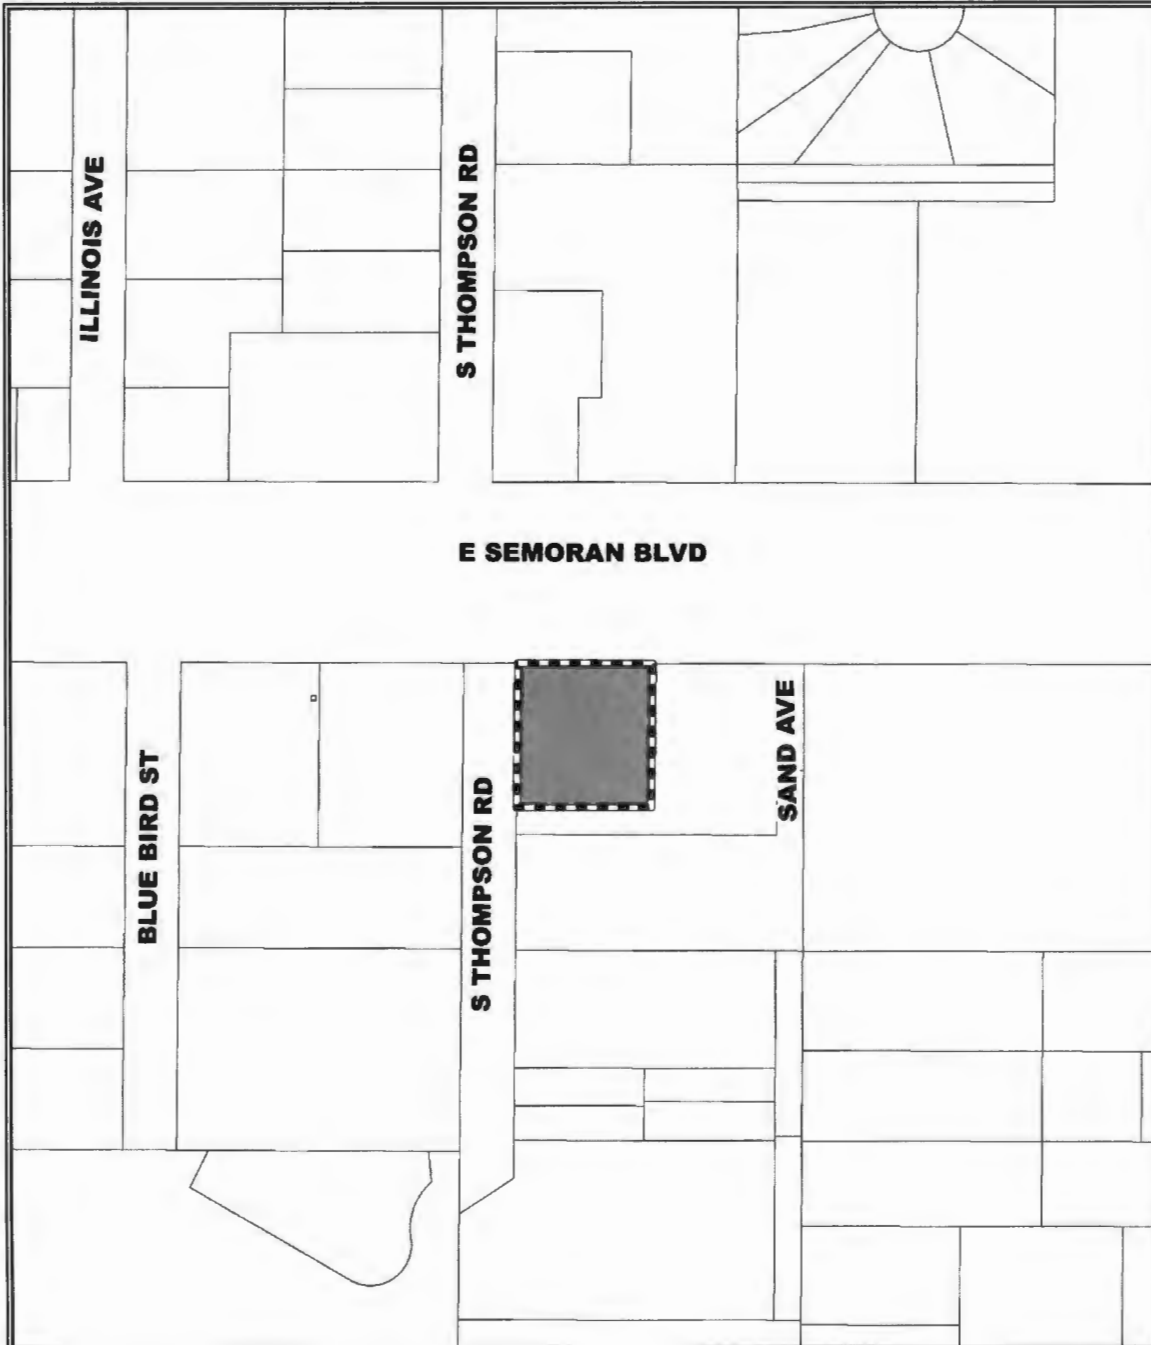 ILLINOIS AVE
S THOMPSON RD
E SEMORAN BLVD
BLUE BIRD ST
S THOMPSON RD
SAND AVE